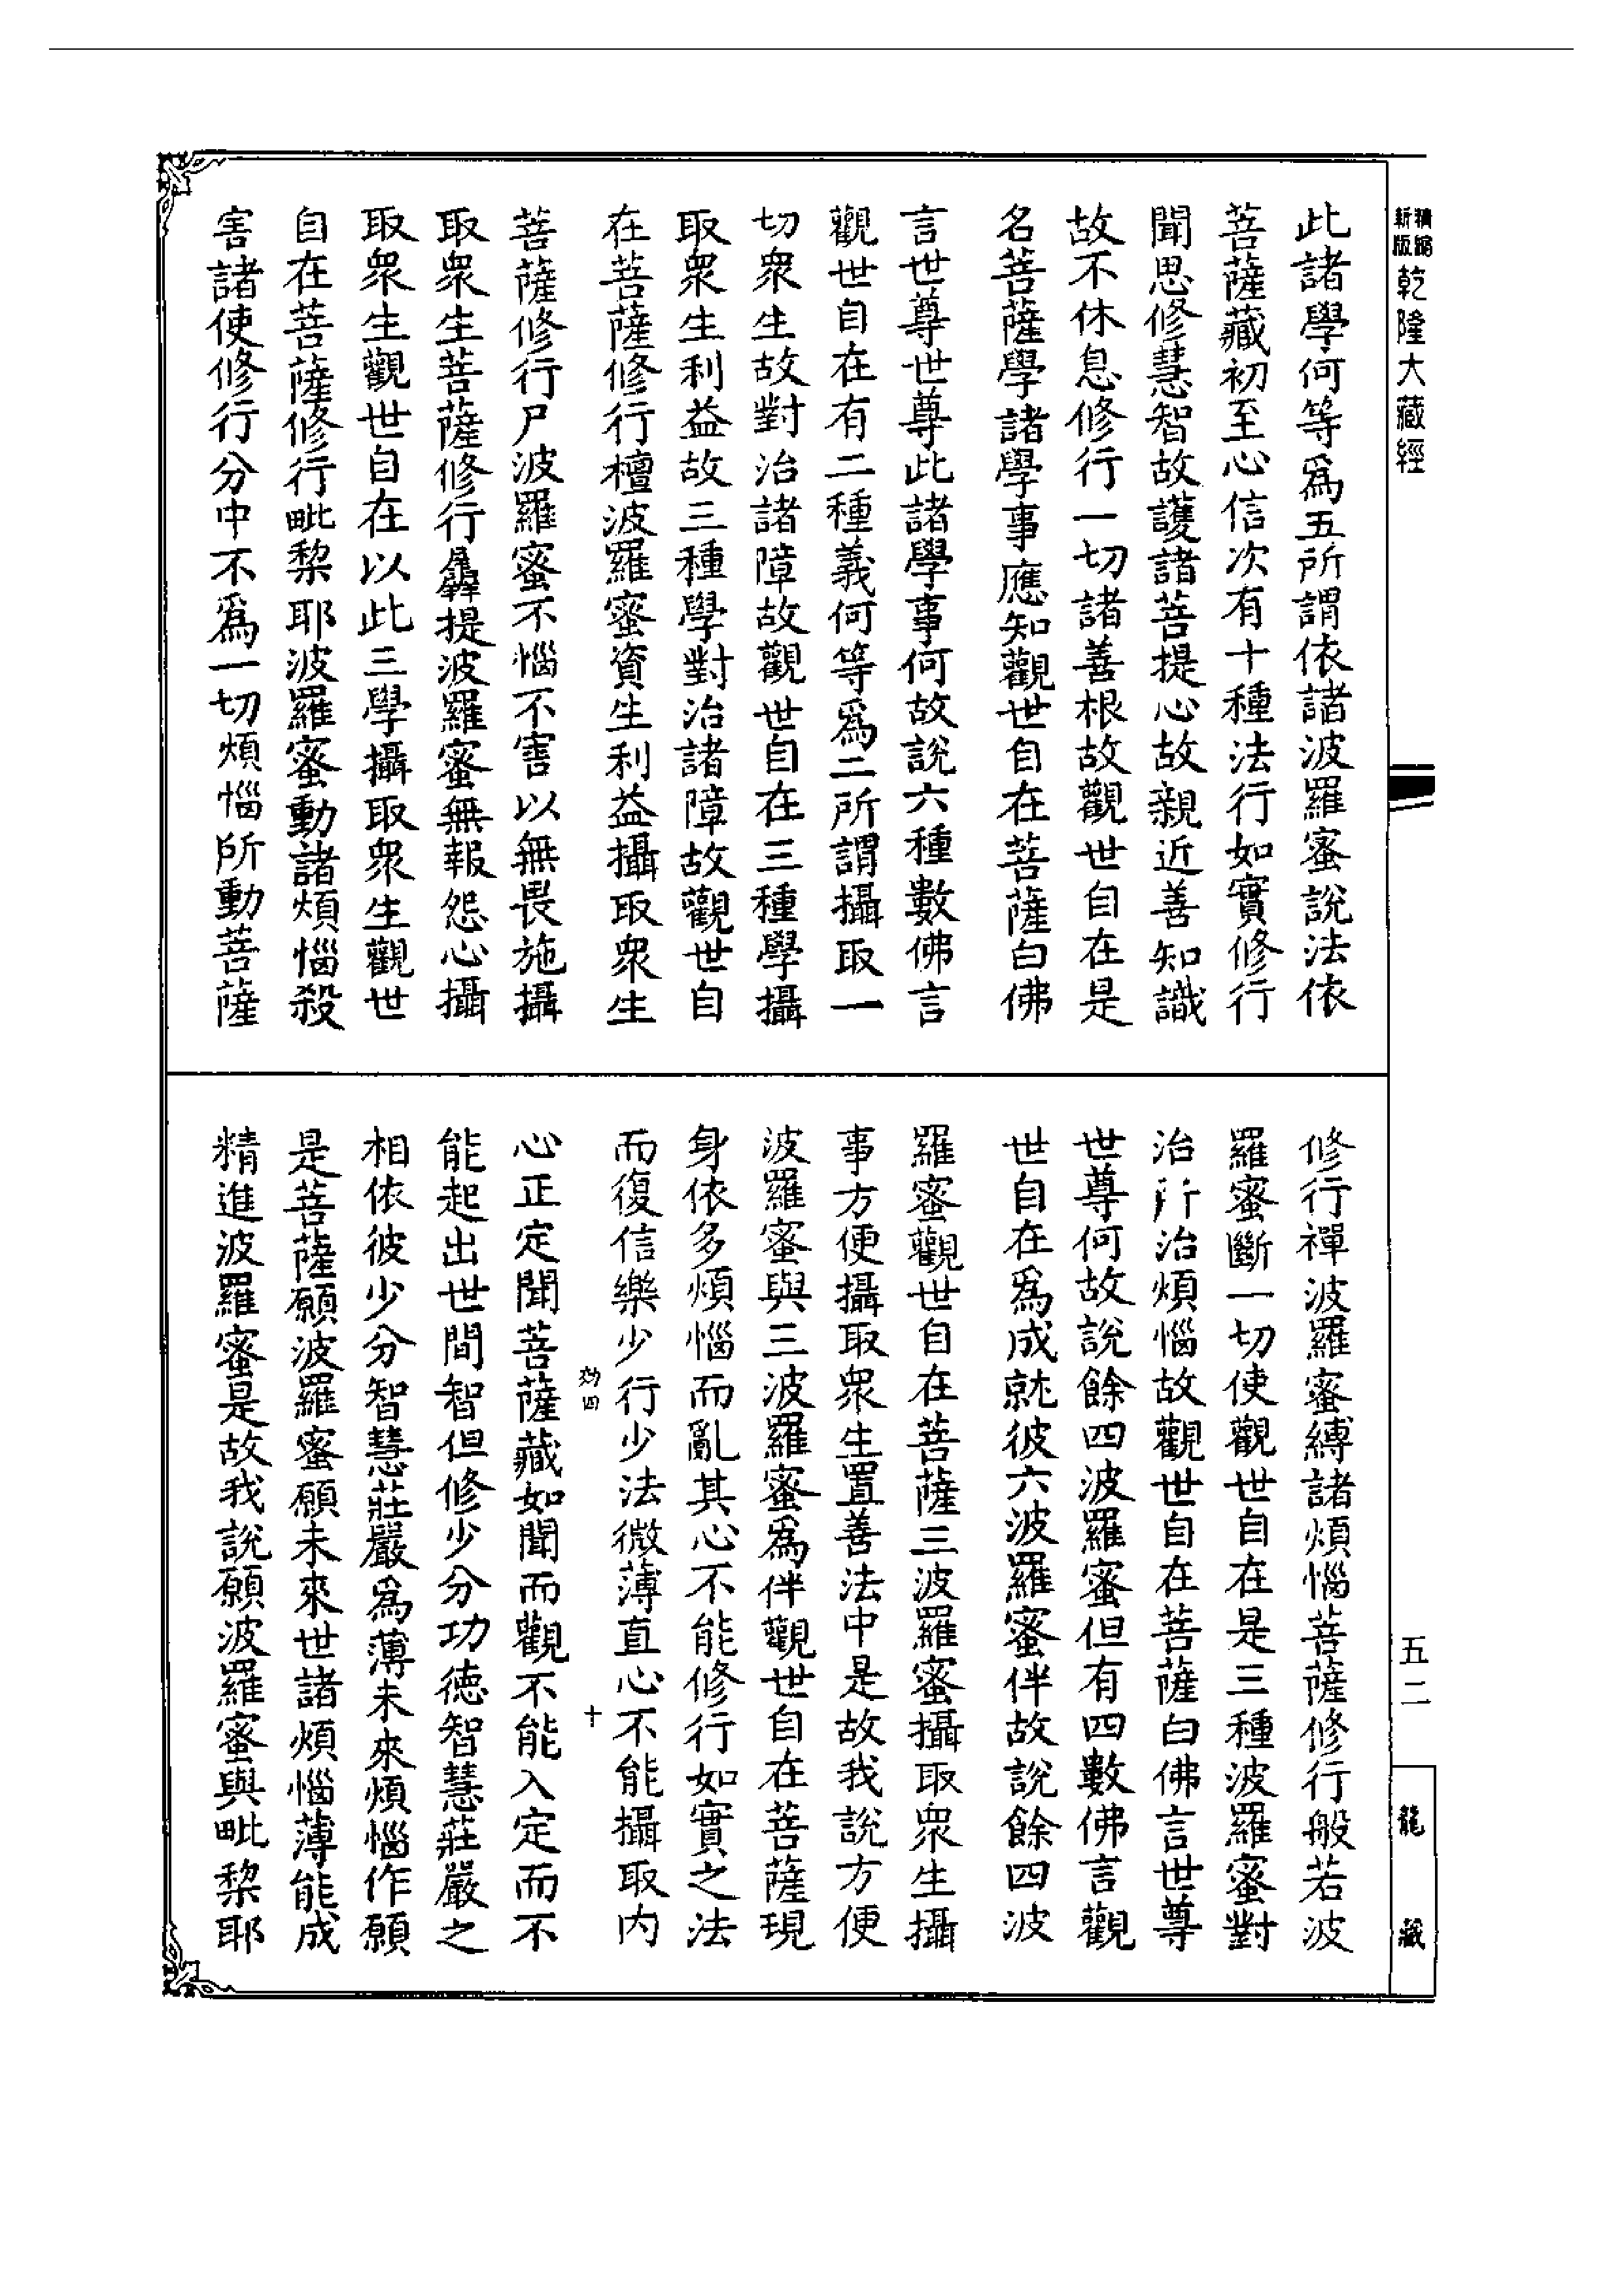 精縮新版乾隆大藏經
此諸學何等爲五所謂依諸波羅蜜說法依
菩薩藏初至心信次有十種法行如實修行
聞思修慧智故護諸菩提心故親近善知識
故不休息修行一切諸善根故觀世自在是
名菩薩學諸學事應知觀世自在菩薩白佛
言世尊世尊此諸學事何故說六種數佛言
觀世自在有二種義何等爲二所謂攝取一
切衆生故對治諸障故觀世自在三種學攝
取衆生利益故三種學對治諸障故觀世自
在菩薩修行檀波羅蜜資生利益攝取衆生
菩薩修行尸波羅蜜不惱不害以無畏施攝
取衆生菩薩修行羼提波羅蜜無報怨心攝
取衆生觀世自在以此三學攝取衆生觀世
自在菩薩修行毗梨耶波羅蜜動諸煩惱殺
害諸使修行分中不爲一切煩惱所動菩薩
修行禪波羅蜜縛諸煩惱菩薩修行般若波
羅蜜斷一切使觀世自在是三種波羅蜜對
治所治煩惱故觀世自在菩薩白佛言世尊
世尊何故說餘四波羅蜜但有四數佛言觀
世自在爲成就彼六波羅蜜伴故說餘四波
羅蜜觀世自在菩薩三波羅蜜攝取衆生攝
事方便攝取衆生置善法中是故我說方便
波羅蜜與三波羅蜜爲伴觀世自在菩薩現
身依多煩惱而亂其心不能修行如實之法
而復信樂少行少法微薄直心不能攝取內
効四 十
心正定聞菩薩藏如聞而觀不能入定而不
能起出世間智但修少分功德智慧莊嚴之
相依彼少分智慧莊嚴爲薄未來煩惱作願
是菩薩願波羅蜜願未來世諸煩惱薄能成
精進波羅蜜是故我說願波羅蜜與毗梨耶
五二
龍藏